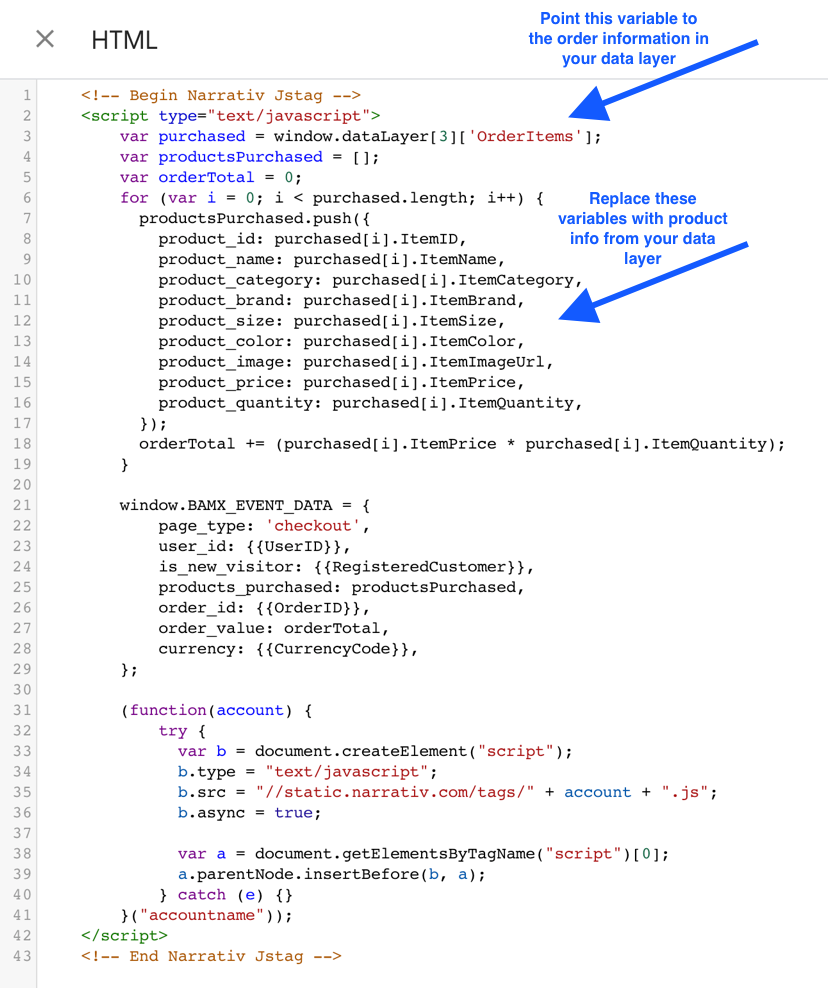 HTML
Point this variable to
the order information in
your data layer
1 <!-- Begin Narrativ Jstag -->
2 <script type="text/javascript">
3 var purchased = window.dataLayer[3]['OrderItems'];
4 var productsPurchased = [];
5 var orderTotal = 0;
6 for (var i = 0; i < purchased.length; i++) {
7 productsPurchased.push({
Replace these
variables with product
info from your data
layer
8 product_id: purchased[i].ItemID,
9 product_name: purchased[i].ItemName,
10 product_category: purchased[i].ItemCategory,
11 product_brand: purchased[i].ItemBrand,
12 product_size: purchased[i].ItemSize,
13 product_color: purchased[i].ItemColor,
14 product_image: purchased[i].ItemImageUrl,
15 product_price: purchased[i].ItemPrice,
16 product_quantity: purchased[i].ItemQuantity,
17 });
18 orderTotal += (purchased[i].ItemPrice * purchased[i].ItemQuantity);
19 }
20
21 window.BAMX_EVENT_DATA = {
22 page_type: 'checkout',
23 user_id: {{UserID}},
24 is_new_visitor: {{RegisteredCustomer}},
25 products_purchased: productsPurchased,
26 order_id: {{OrderID}},
27 order_value: orderTotal,
28 currency: {{CurrencyCode}},
29 };
30
31 (function(account) {
32 try {
33 var b = document.createElement("script");
34 b.type = "text/javascript";
35 b.src = "//static.narrativ.com/tags/" + account + ".js";
36 b.async = true;
37
38 var a = document.getElementsByTagName("script")[0];
39 a.parentNode.insertBefore(b, a);
40 } catch (e) {}
41 }("accountname"));
42 </script>
43 <!-- End Narrativ Jstag -->